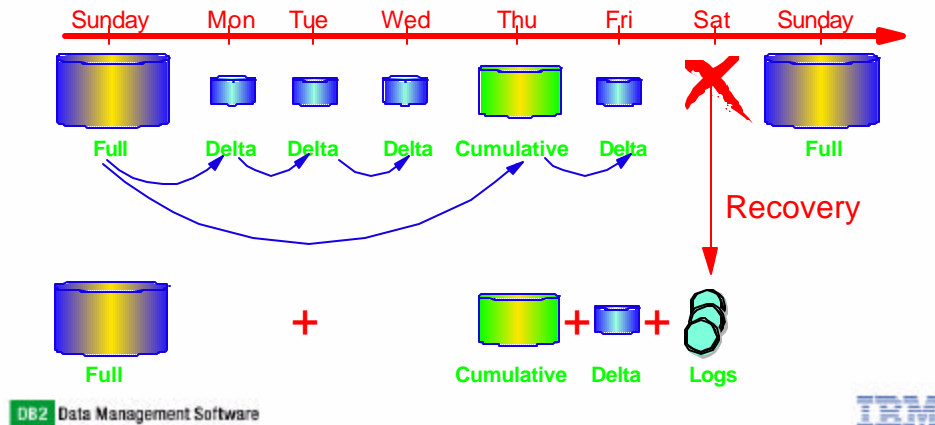 Sunday Mon Tue Wed Thu Fri Sat Sunday
Full Delta Delta Delta Cumulative Delta Full
Recovery
+ + +
Full Cumulative Delta Logs
DB2 Data Management Software IBM